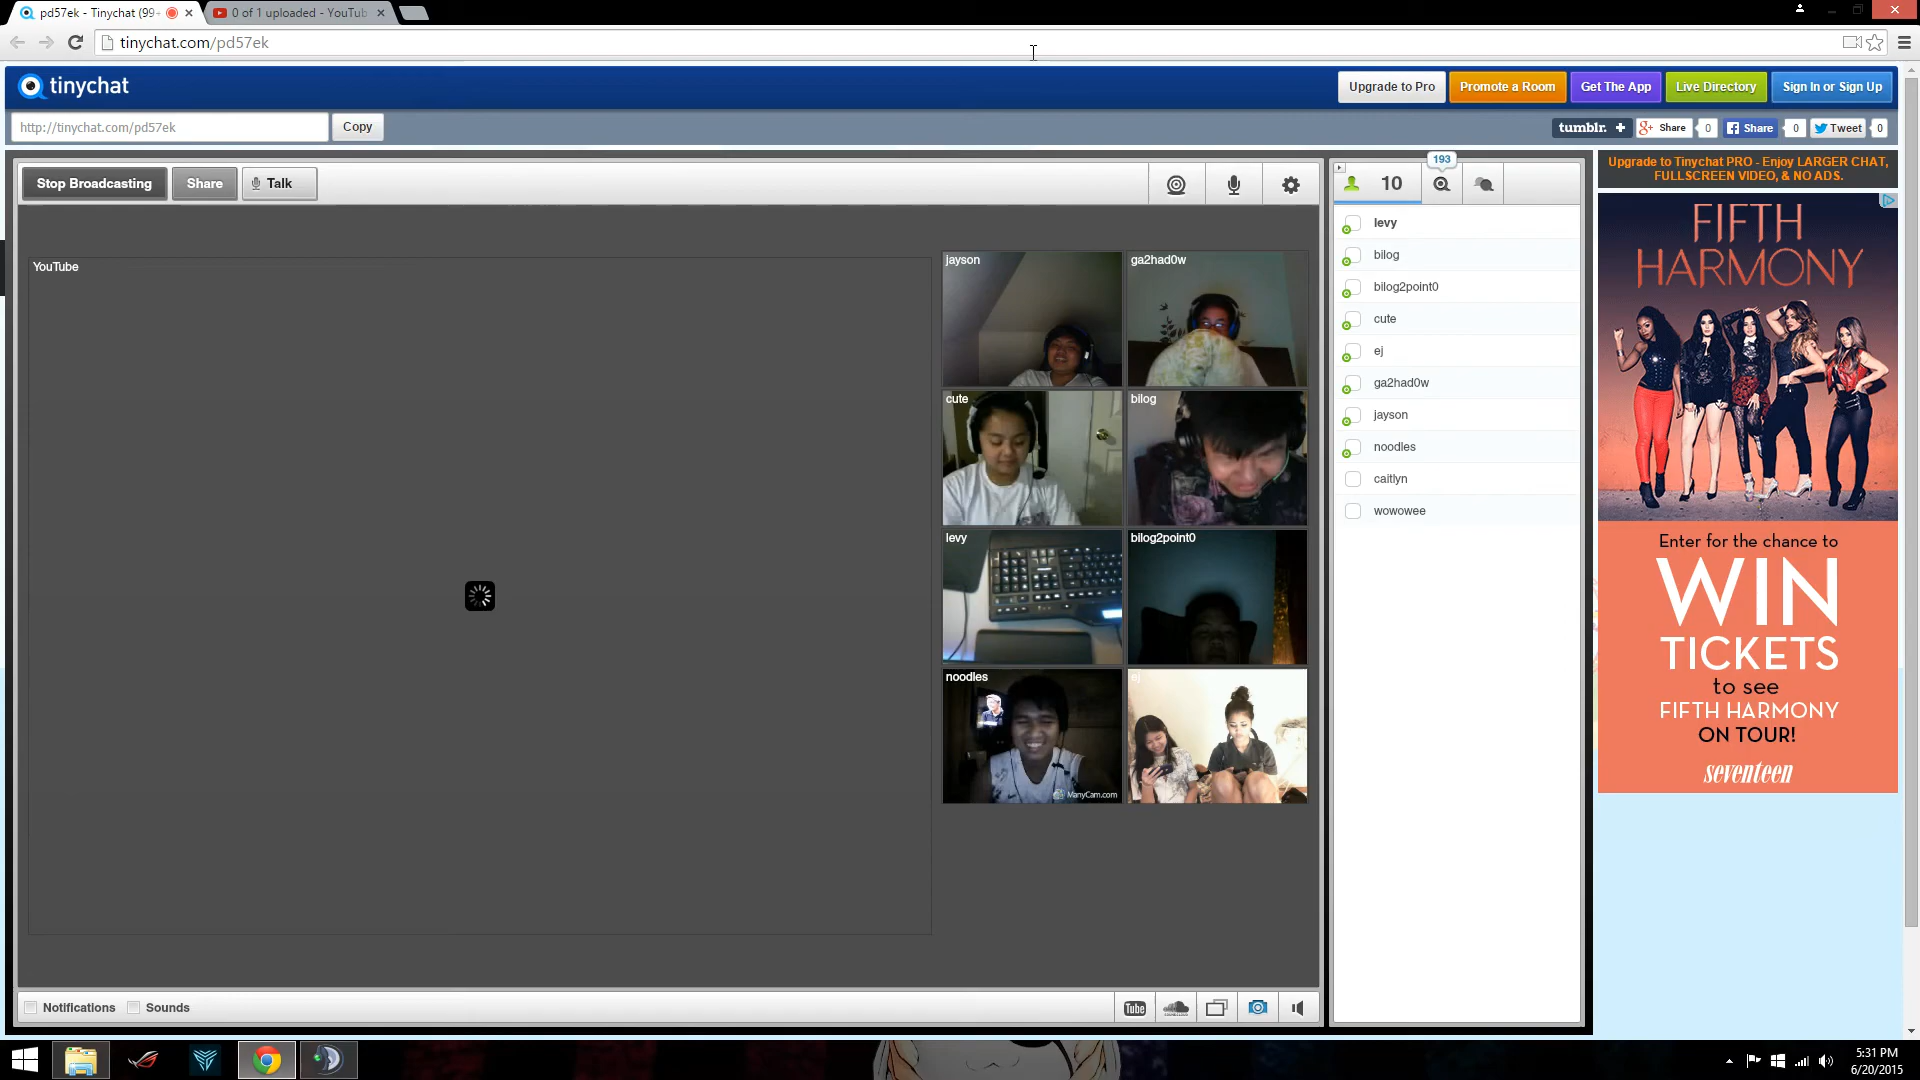 pd57ek - Tinychat (99+
0 of 1 uploaded - YouTub
tinychat.com/pd57ek
tinychat
Upgrade to Pro
Promote a Room
Get The App
Live Directory
Sign In or Sign Up
http://tinychat.com/pd57ek
Copy
tumblr. +
g+ Share 0
Share 0
Tweet 0
Stop Broadcasting
Share
Talk
10
193
Upgrade to Tinychat PRO - Enjoy LARGER CHAT,
FULLSCREEN VIDEO, & NO ADS.
YouTube
jayson
ga2had0w
cute
bilog
levy
bilog2point0
noodles
ej
ManyCam.com
levy
bilog
bilog2point0
cute
ej
ga2had0w
jayson
noodles
caitlyn
wowowee
FIFTH
HARMONY
Enter for the chance to
WIN
TICKETS
to see
FIFTH HARMONY
ON TOUR!
seventeen
Notifications
Sounds
Tube
5:31 PM
6/20/2015